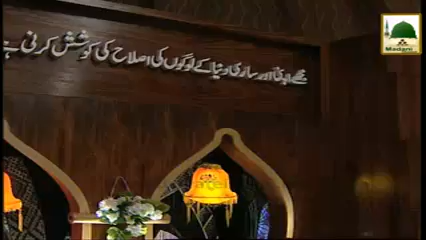 مجھے اپنی اور ساری دنیا کے لوگوں کی اصلاح کی کوشش کرنی ہے
Madani